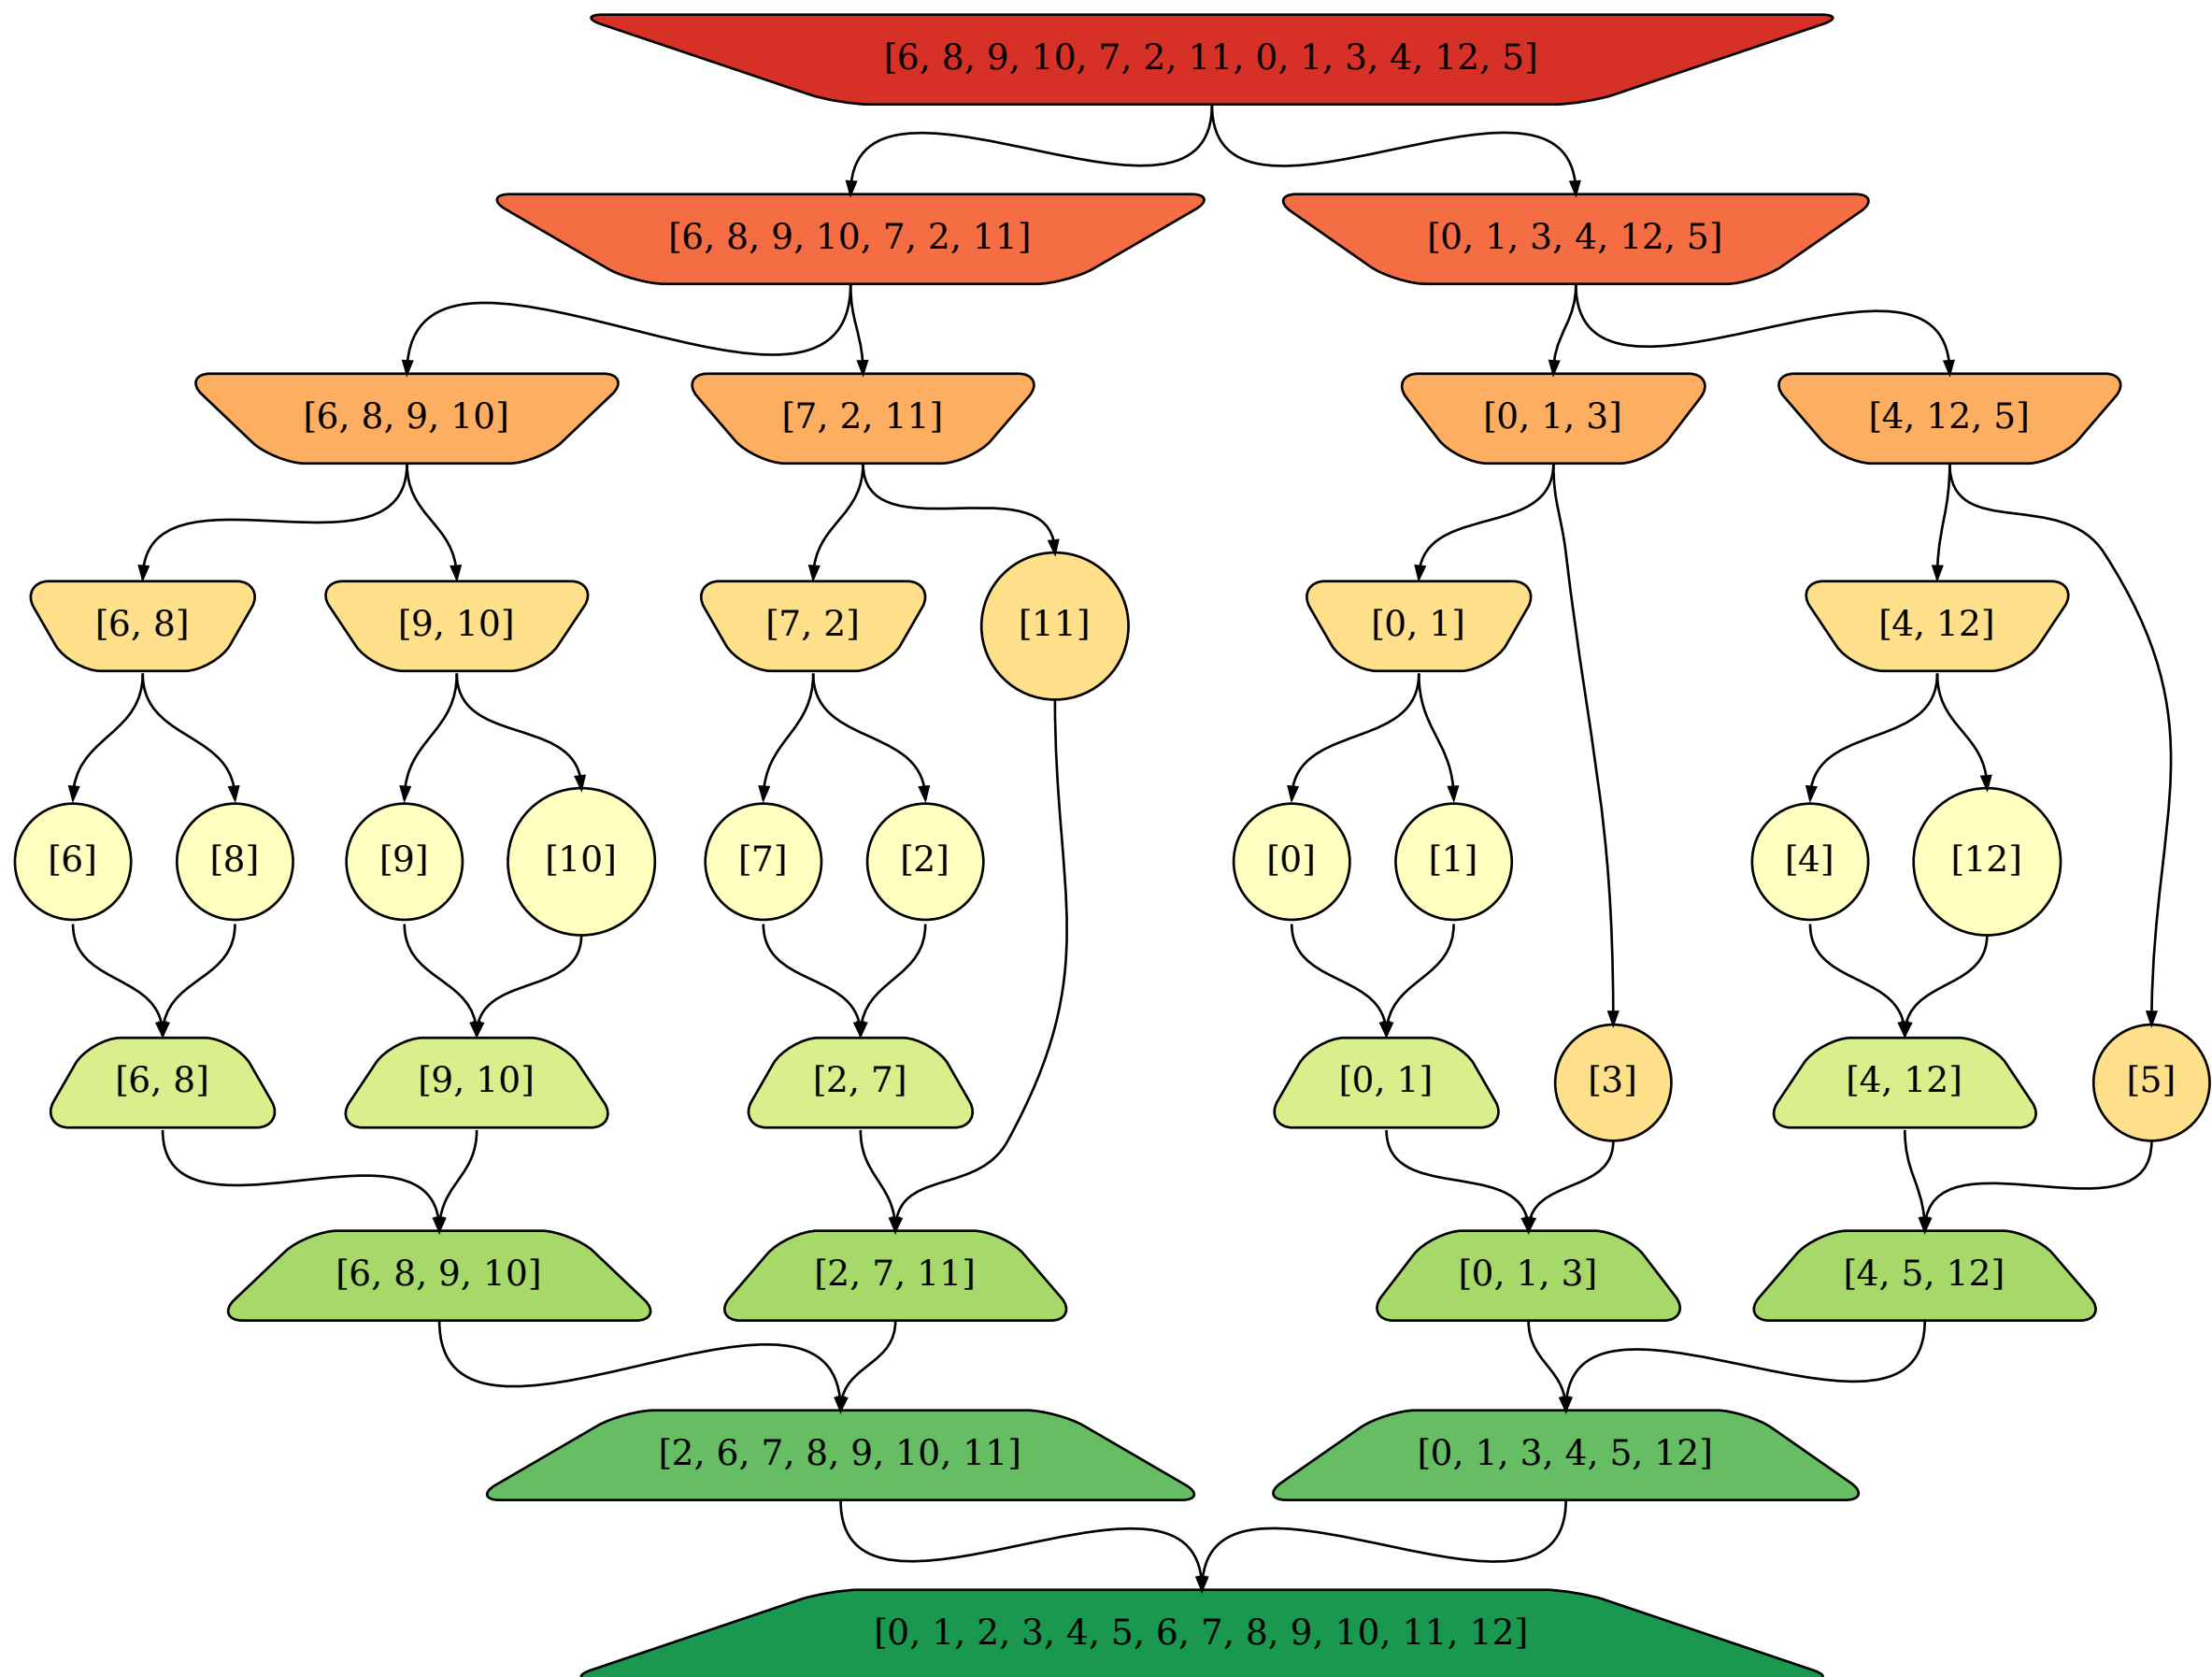 [6, 8, 9, 10, 7, 2, 11, 0, 1, 3, 4, 12, 5]
[6, 8, 9, 10, 7, 2, 11]
[0, 1, 3, 4, 12, 5]
[6, 8, 9, 10]
[7, 2, 11]
[0, 1, 3]
[4, 12, 5]
[6, 8]
[9, 10]
[7, 2]
[11]
[0, 1]
[4, 12]
[6]
[8]
[9]
[10]
[7]
[2]
[0]
[1]
[4]
[12]
[6, 8]
[9, 10]
[2, 7]
[0, 1]
[3]
[4, 12]
[5]
[6, 8, 9, 10]
[2, 7, 11]
[0, 1, 3]
[4, 5, 12]
[2, 6, 7, 8, 9, 10, 11]
[0, 1, 3, 4, 5, 12]
[0, 1, 2, 3, 4, 5, 6, 7, 8, 9, 10, 11, 12]